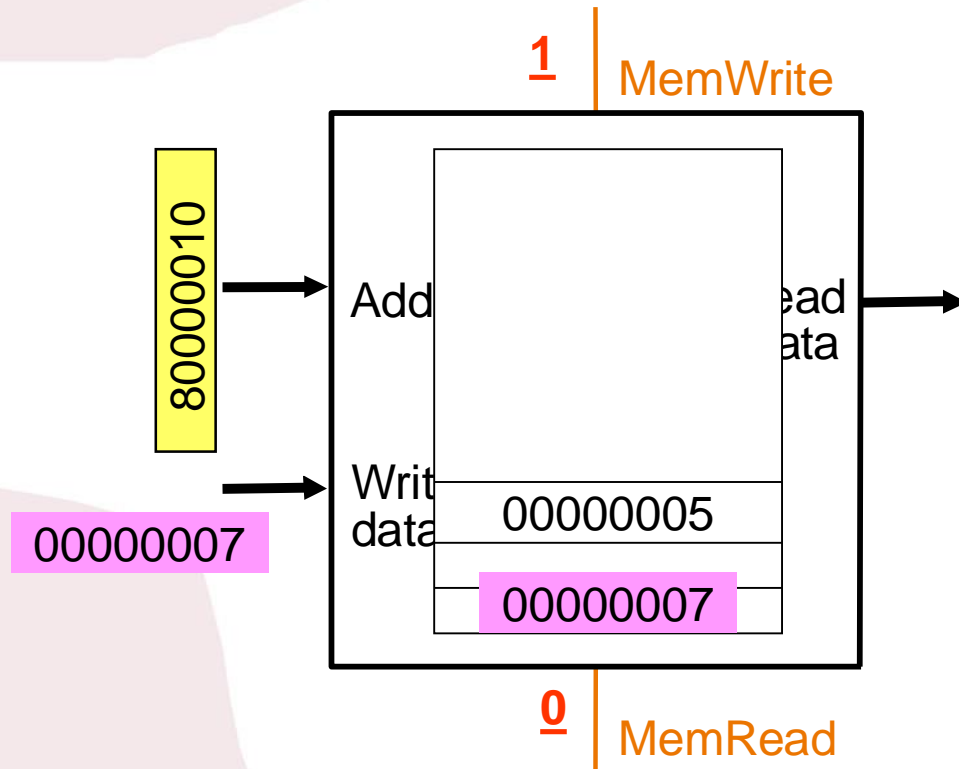 1
MemWrite
80000010
Add
ead
ata
Writ
data
00000005
00000007
00000007
0
MemRead